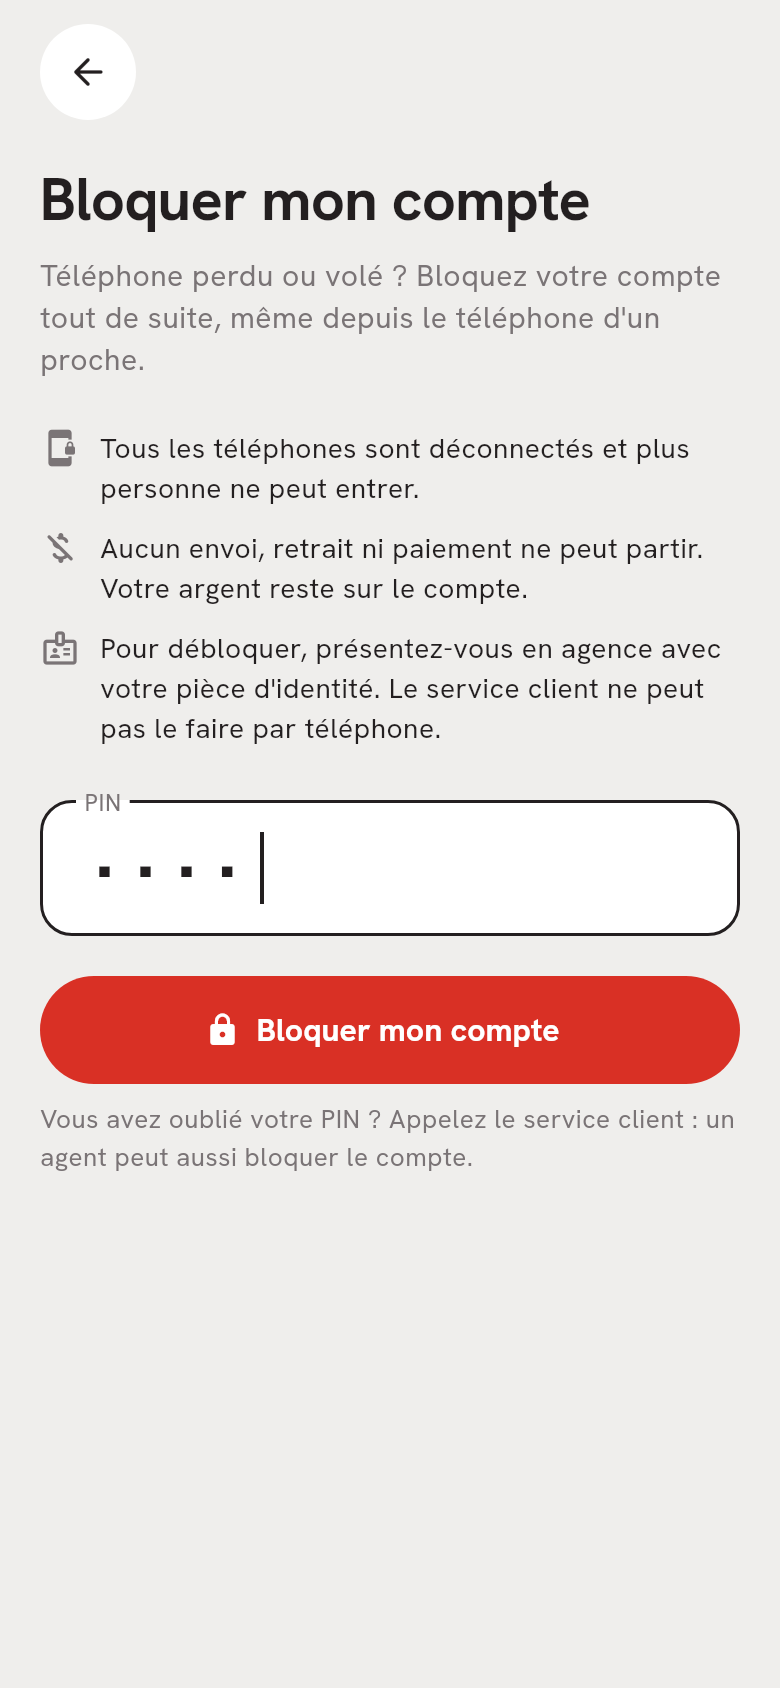 Bloquer mon compte
Téléphone perdu ou volé ? Bloquez votre compte
tout de suite, même depuis le téléphone d'un
proche.
Tous les téléphones sont déconnectés et plus
personne ne peut entrer.
Aucun envoi, retrait ni paiement ne peut partir.
Votre argent reste sur le compte.
Pour débloquer, présentez-vous en agence avec
votre pièce d'identité. Le service client ne peut
pas le faire par téléphone.
PIN
Bloquer mon compte
Vous avez oublié votre PIN ? Appelez le service client : un
agent peut aussi bloquer le compte.